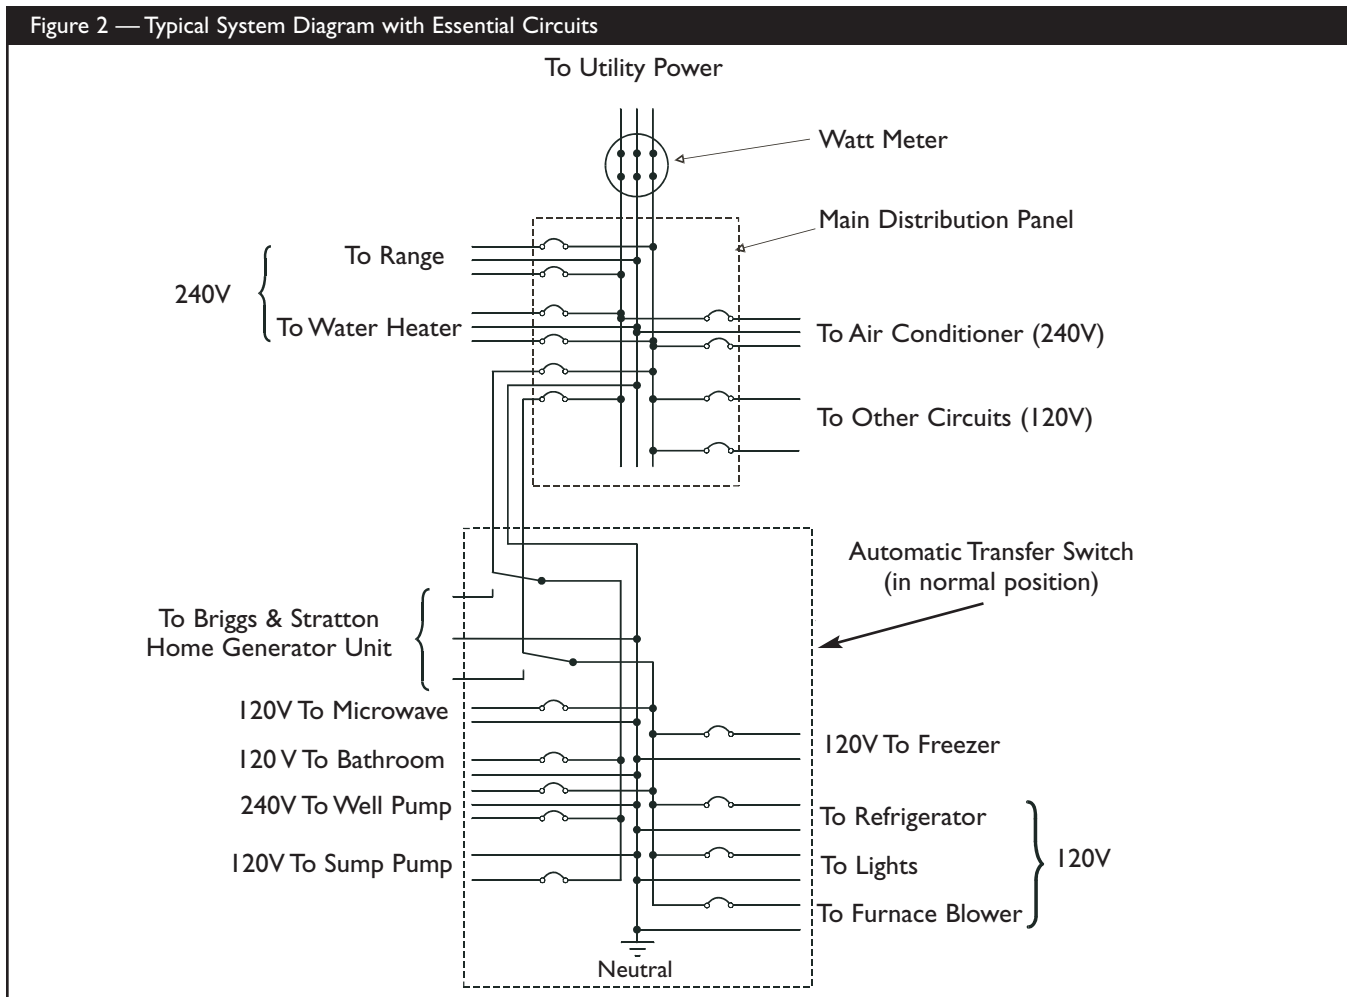 Figure 2 — Typical System Diagram with Essential Circuits
To Utility Power
Watt Meter
Main Distribution Panel
To Range
240V
To Water Heater
To Air Conditioner (240V)
To Other Circuits (120V)
Automatic Transfer Switch
(in normal position)
To Briggs & Stratton
Home Generator Unit
120V To Microwave
120V To Freezer
120 V To Bathroom
240V To Well Pump
To Refrigerator
120V To Sump Pump
To Lights
120V
To Furnace Blower
Neutral